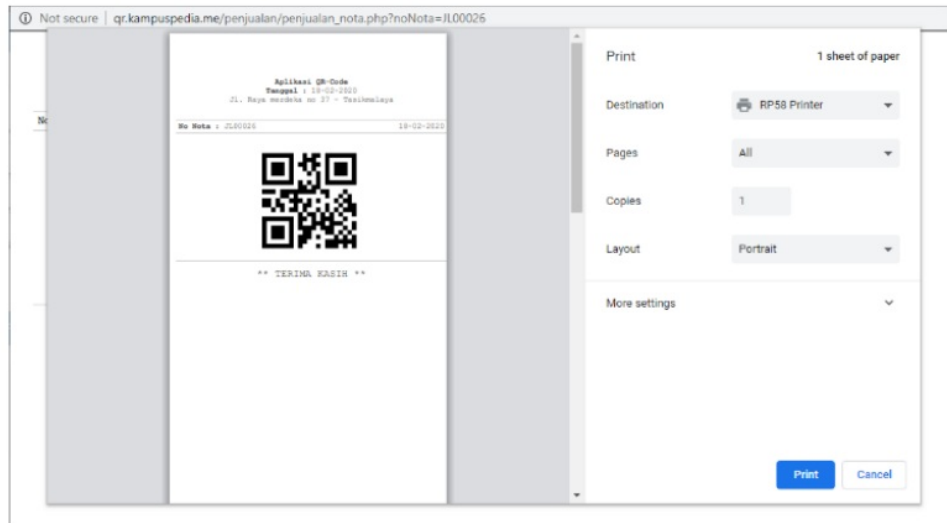 Not secure | qr.kampuspedia.me/penjualan/penjualan_nota.php?noNota=JL00026
Aplikasi QR-Code
Tanggal : 18-02-2020
JL. Raya merdeka no 27 - Tasikmalaya
No Nota : JL00026 18-02-2020
** TERIMA KASIH **
Print 1 sheet of paper
Destination RP58 Printer
Pages All
Copies 1
Layout Portrait
More settings
Print Cancel